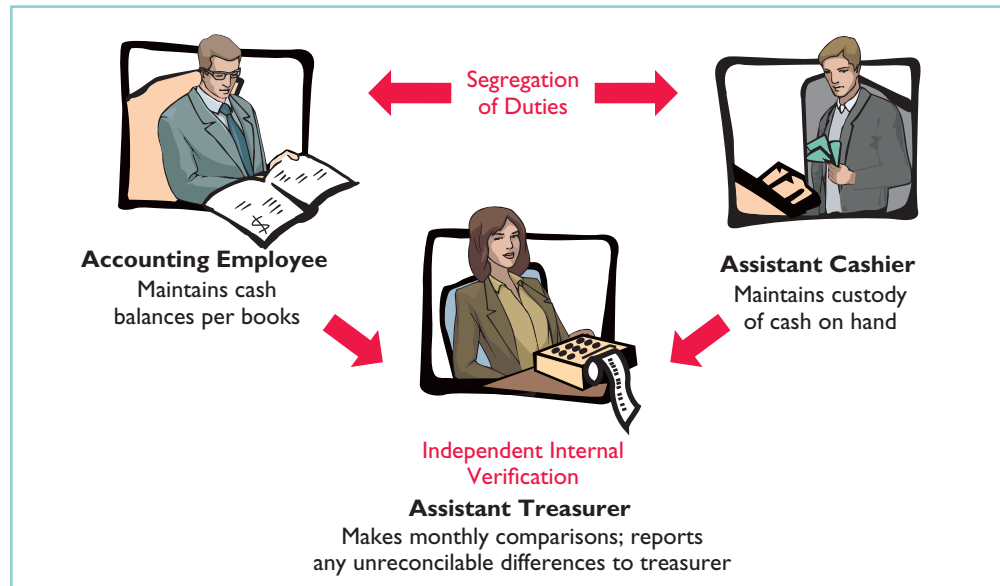 Segregation
of Duties
Accounting Employee
Maintains cash
balances per books
Assistant Cashier
Maintains custody
of cash on hand
Independent Internal
Verification
Assistant Treasurer
Makes monthly comparisons; reports
any unreconcilable differences to treasurer